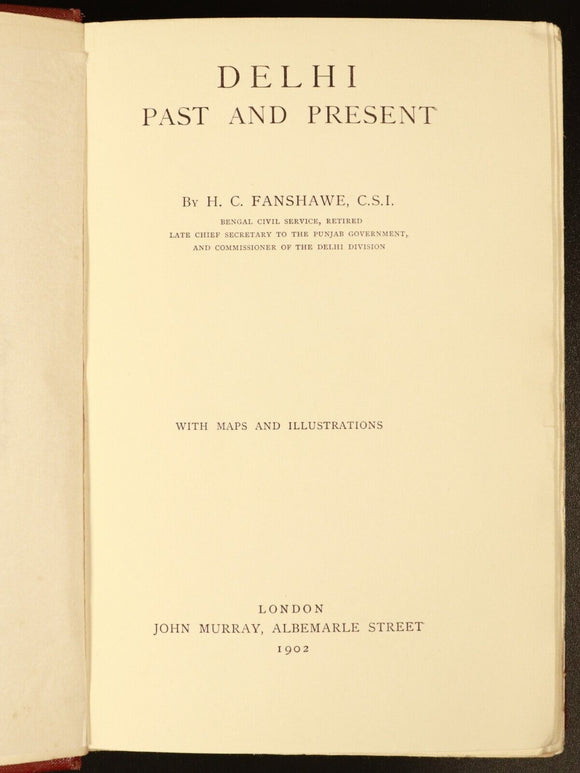 DELHI
PAST AND PRESENT
BY H. C. FANSHAWE, C.S.I.
BENGAL CIVIL SERVICE, RETIRED
LATE CHIEF SECRETARY TO THE PUNJAB GOVERNMENT,
AND COMMISSIONER OF THE DELHI DIVISION
WITH MAPS AND ILLUSTRATIONS
LONDON
JOHN MURRAY, ALBEMARLE STREET
1902